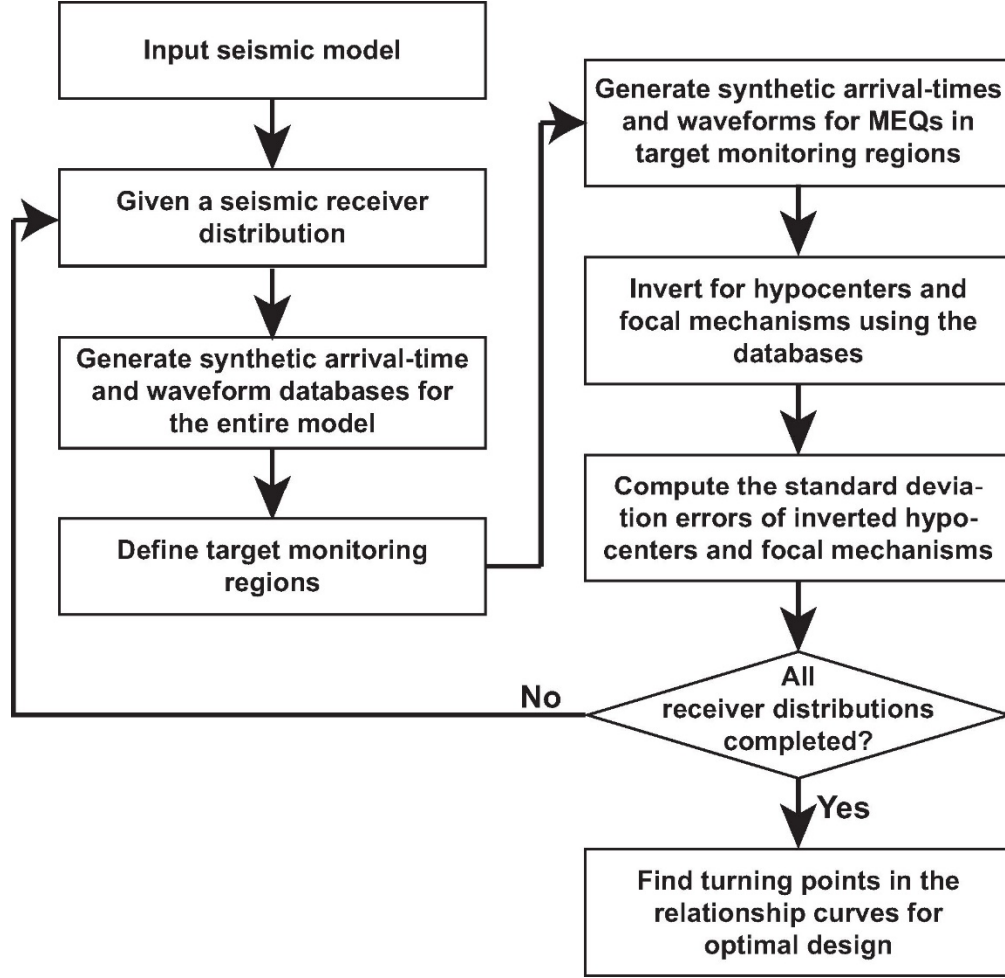 Input seismic model
Given a seismic receiver
distribution
Generate synthetic arrival-time
and waveform databases for
the entire model
Define target monitoring
regions
Generate synthetic arrival-times
and waveforms for MEQs in
target monitoring regions
Invert for hypocenters and
focal mechanisms using the
databases
Compute the standard devia-
tion errors of inverted hypo-
centers and focal mechanisms
All
receiver distributions
completed?
No
Yes
Find turning points in the
relationship curves for
optimal design